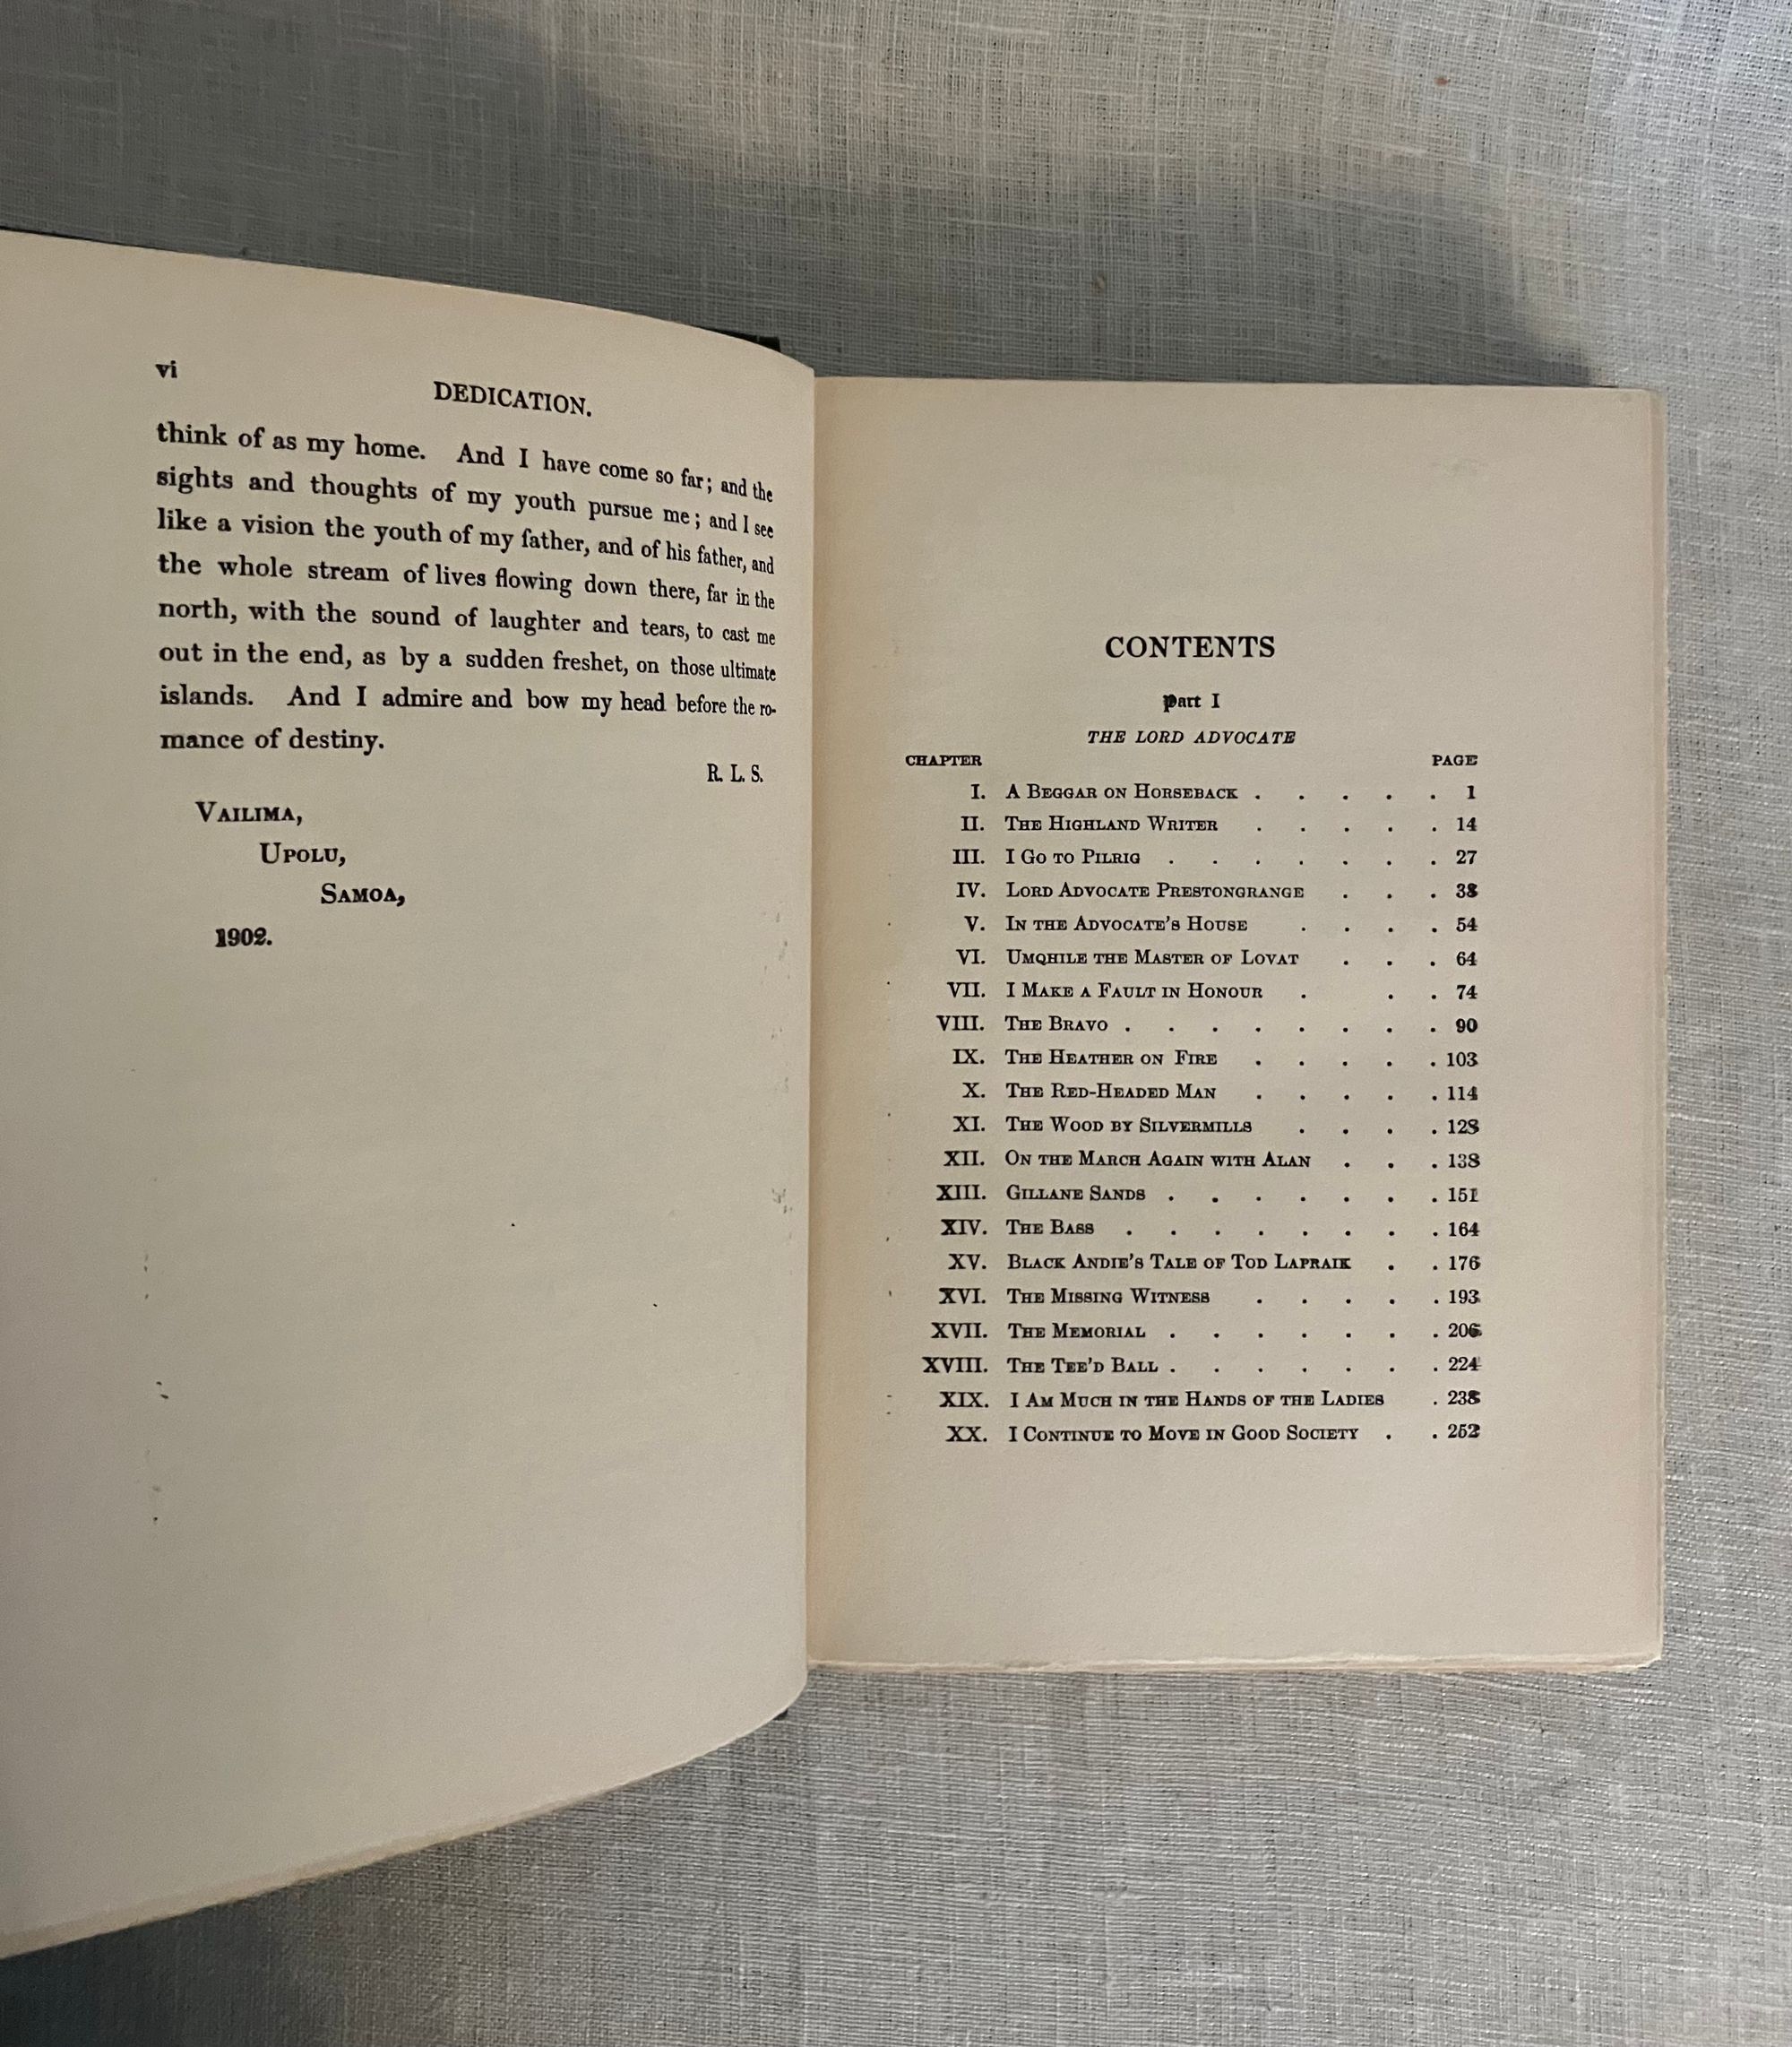 vi
DEDICATION.
think of as my home. And I have come so far; and the
sights and thoughts of my youth pursue me; and I see
like a vision the youth of my father, and of his father, and
the whole stream of lives flowing down there, far in the
north, with the sound of laughter and tears, to cast me
out in the end, as by a sudden freshet, on those ultimate
islands. And I admire and bow my head before the ro-
mance of destiny.
R. L. S.
VAILIMA,
UPOLU,
SAMOA,
1902.
CONTENTS
Part I
THE LORD ADVOCATE
CHAPTER PAGE
I. A BEGGAR ON HORSEBACK . . . . . 1
II. THE HIGHLAND WRITER . . . . . 14
III. I GO TO PILRIG . . . . . . . 27
IV. LORD ADVOCATE PRESTONGRANGE . . . 38
V. IN THE ADVOCATE'S HOUSE . . . . 54
VI. UMQHILE THE MASTER OF LOVAT . . . 64
VII. I MAKE A FAULT IN HONOUR . . . 74
VIII. THE BRAVO . . . . . . . . 90
IX. THE HEATHER ON FIRE . . . . . 103
X. THE RED-HEADED MAN . . . . . 114
XI. THE WOOD BY SILVERMILLS . . . . 123
XII. ON THE MARCH AGAIN WITH ALAN . . . 138
XIII. GILLANE SANDS . . . . . . . 151
XIV. THE BASS . . . . . . . . 164
XV. BLACK ANDIE'S TALE OF TOD LAPRAIK . . 176
XVI. THE MISSING WITNESS . . . . . 193
XVII. THE MEMORIAL . . . . . . . 206
XVIII. THE TEE'D BALL . . . . . . . 224
XIX. I AM MUCH IN THE HANDS OF THE LADIES . 238
XX. I CONTINUE TO MOVE IN GOOD SOCIETY . . 252